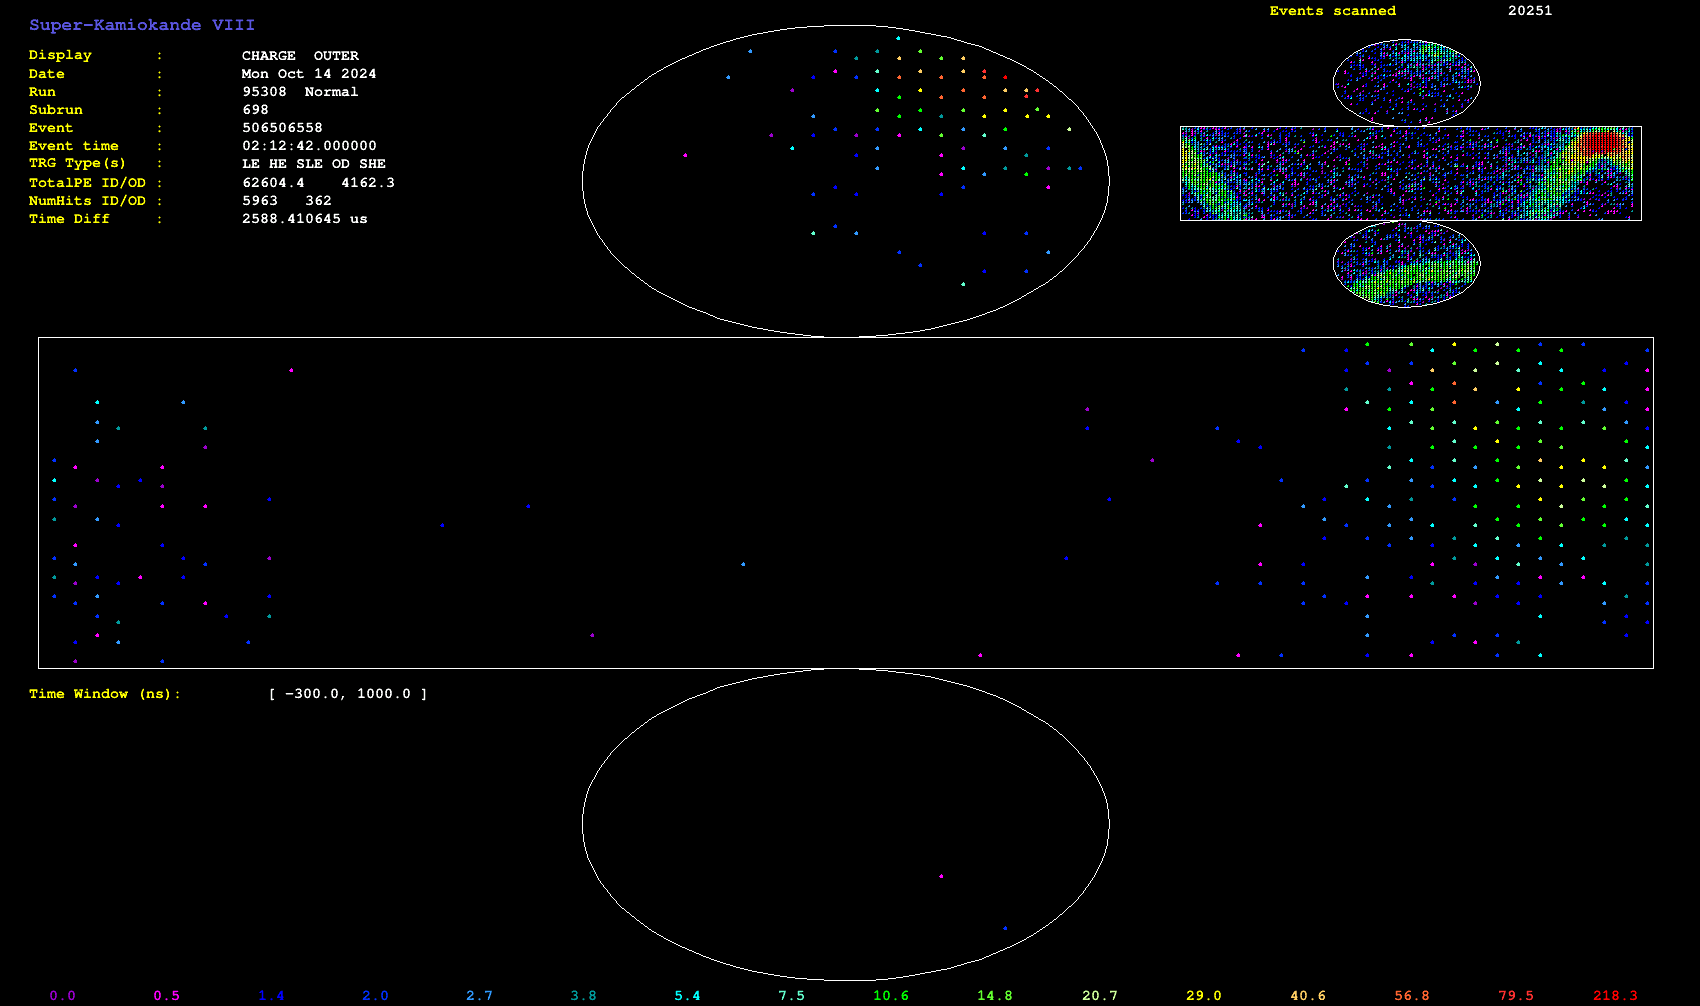 Super-Kamiokande VIII
Events scanned 20251
Display : CHARGE OUTER
Date : Mon Oct 14 2024
Run : 95308 Normal
Subrun : 698
Event : 506506558
Event time : 02:12:42.000000
TRG Type(s) : LE HE SLE OD SHE
TotalPE ID/OD : 62604.4 4162.3
NumHits ID/OD : 5963 362
Time Diff : 2588.410645 us
Time Window (ns): [ -300.0, 1000.0 ]
0.0 0.5 1.4 2.0 2.7 3.8 5.4 7.5 10.6 14.8 20.7 29.0 40.6 56.8 79.5 218.3